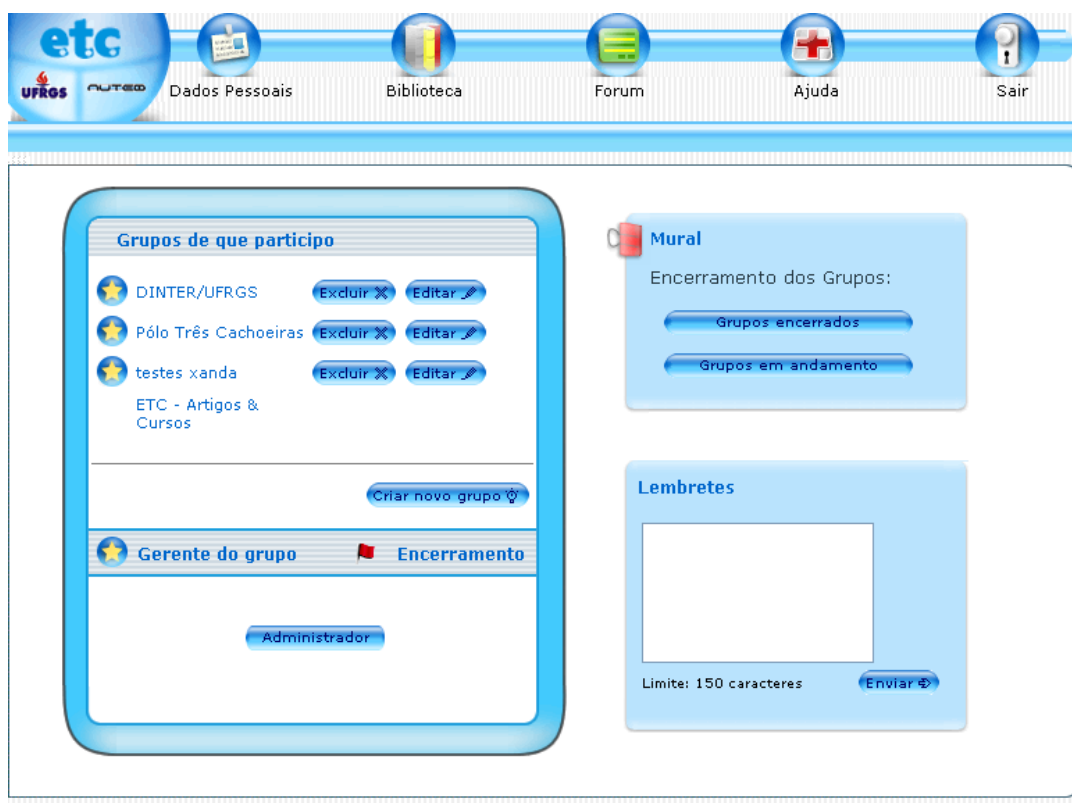 etc
UFRGS NUTED
Dados Pessoais
Biblioteca
Forum
Ajuda
Sair
Grupos de que participo
DINTER/UFRGS Excluir Editar
Pólo Três Cachoeiras Excluir Editar
testes xanda Excluir Editar
ETC - Artigos &
Cursos
Criar novo grupo
Gerente do grupo Encerramento
Administrador
Mural
Encerramento dos Grupos:
Grupos encerrados
Grupos em andamento
Lembretes
Limite: 150 caracteres Enviar